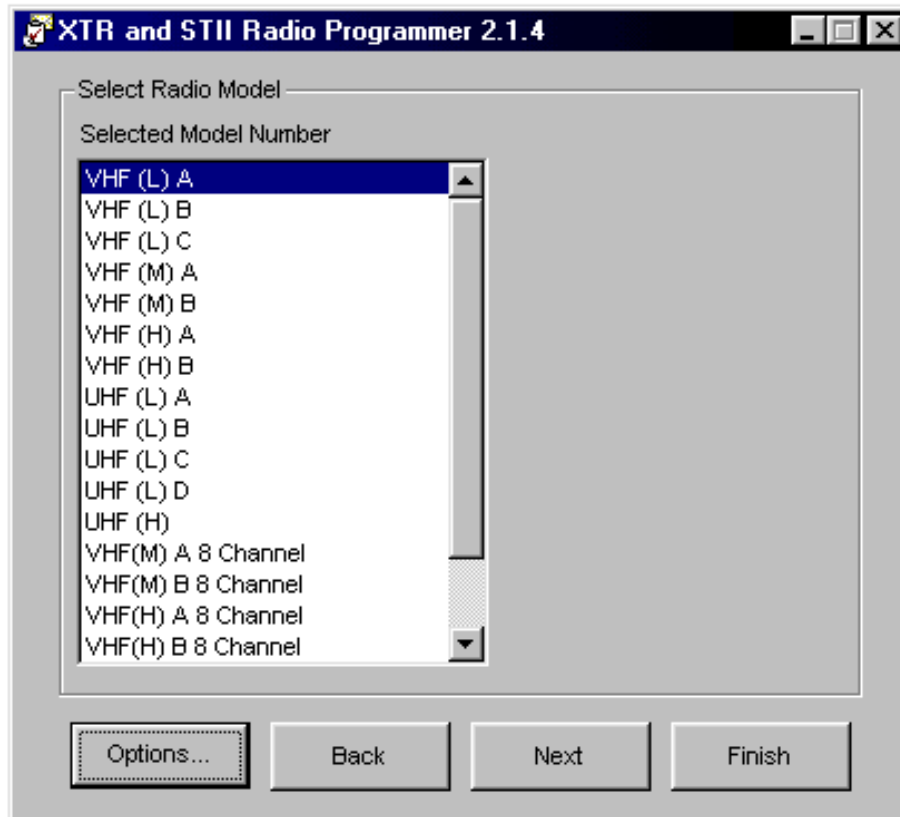 XTR and STII Radio Programmer 2.1.4
Select Radio Model
Selected Model Number
VHF (L) A
VHF (L) B
VHF (L) C
VHF (M) A
VHF (M) B
VHF (H) A
VHF (H) B
UHF (L) A
UHF (L) B
UHF (L) C
UHF (L) D
UHF (H)
VHF(M) A 8 Channel
VHF(M) B 8 Channel
VHF(H) A 8 Channel
VHF(H) B 8 Channel
Options... Back Next Finish